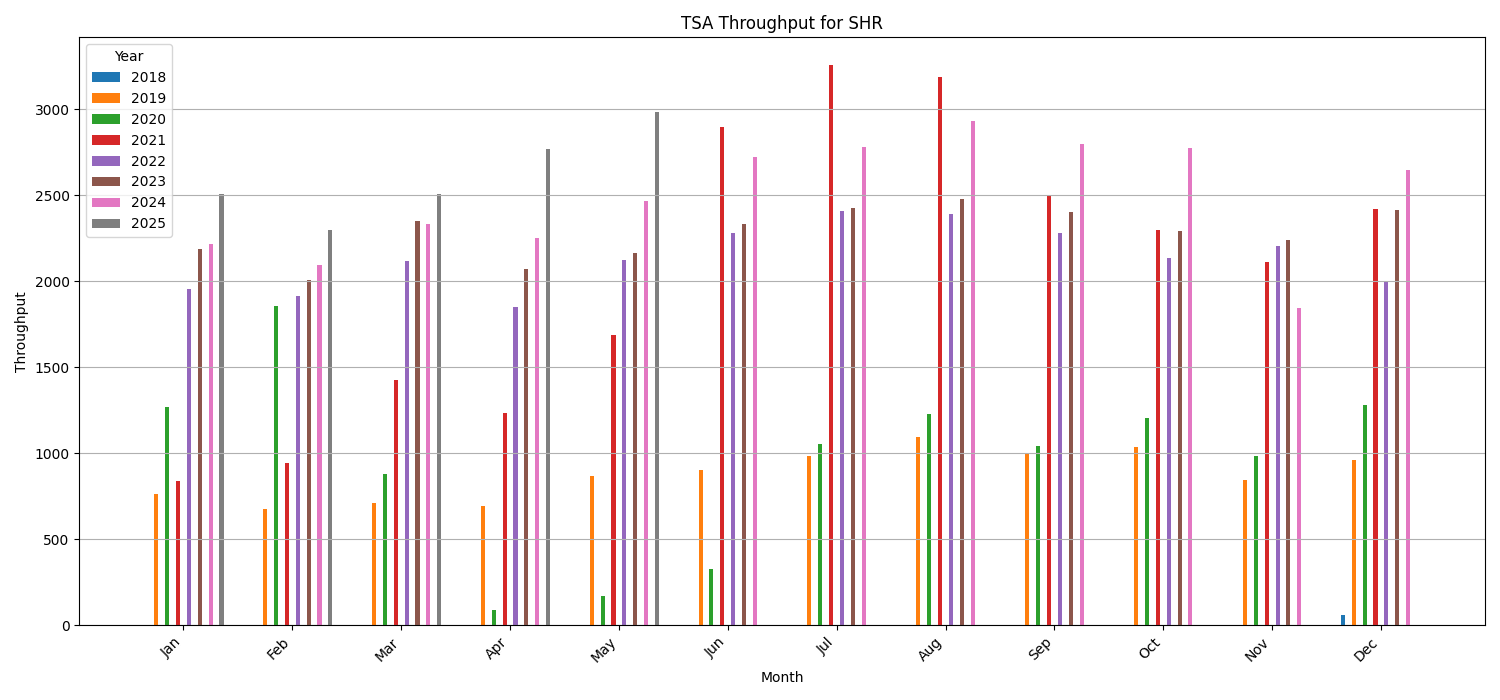 TSA Throughput for SHR
Year
2018
2019
2020
2021
2022
2023
2024
2025
Throughput
3000
2500
2000
1500
1000
500
0
Jan
Feb
Mar
Apr
May
Jun
Jul
Aug
Sep
Oct
Nov
Dec
Month